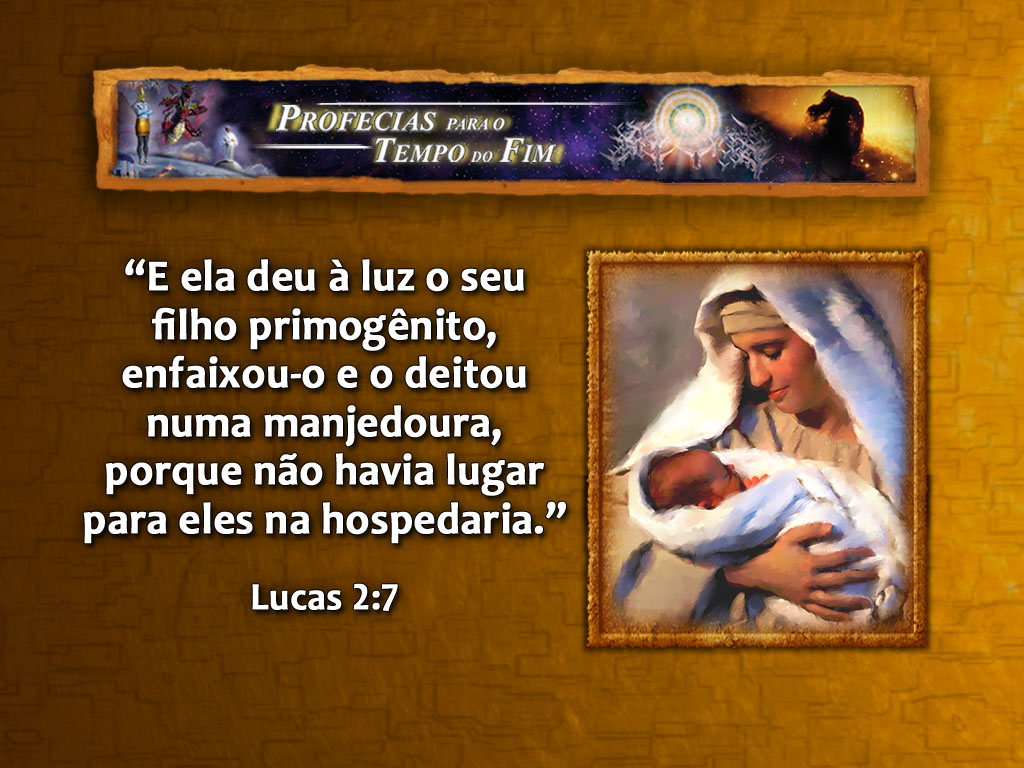 PROFECIAS PARA O
TEMPO DO FIM
“E ela deu à luz o seu
filho primogênito,
enfaixou-o e o deitou
numa manjedoura,
porque não havia lugar
para eles na hospedaria.”
Lucas 2:7